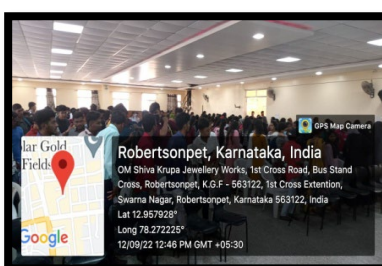 GPS Map Camera
lar Gold
Fields
Google
Robertsonpet, Karnataka, India
OM Shiva Krupa Jewellery Works, 1st Cross Road, Bus Stand
Cross, Robertsonpet, K.G.F - 563122, 1st Cross Extention,
Swarna Nagar, Robertsonpet, Karnataka 563122, India
Lat 12.957928°
Long 78.272225°
12/09/22 12:46 PM GMT +05:30